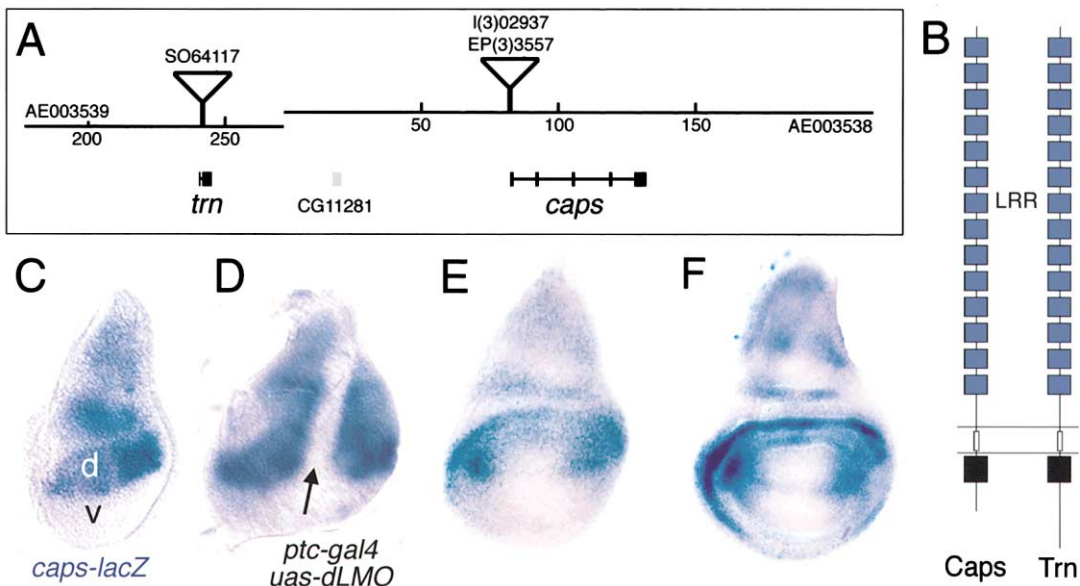 A
SO64117
I(3)02937
EP(3)3557
AE003539
200
250
50
100
150
AE003538
trn
CG11281
caps
B
LRR
Caps
Trn
C
d
v
caps-lacZ
D
ptc-gal4
uas-dLMO
E
F